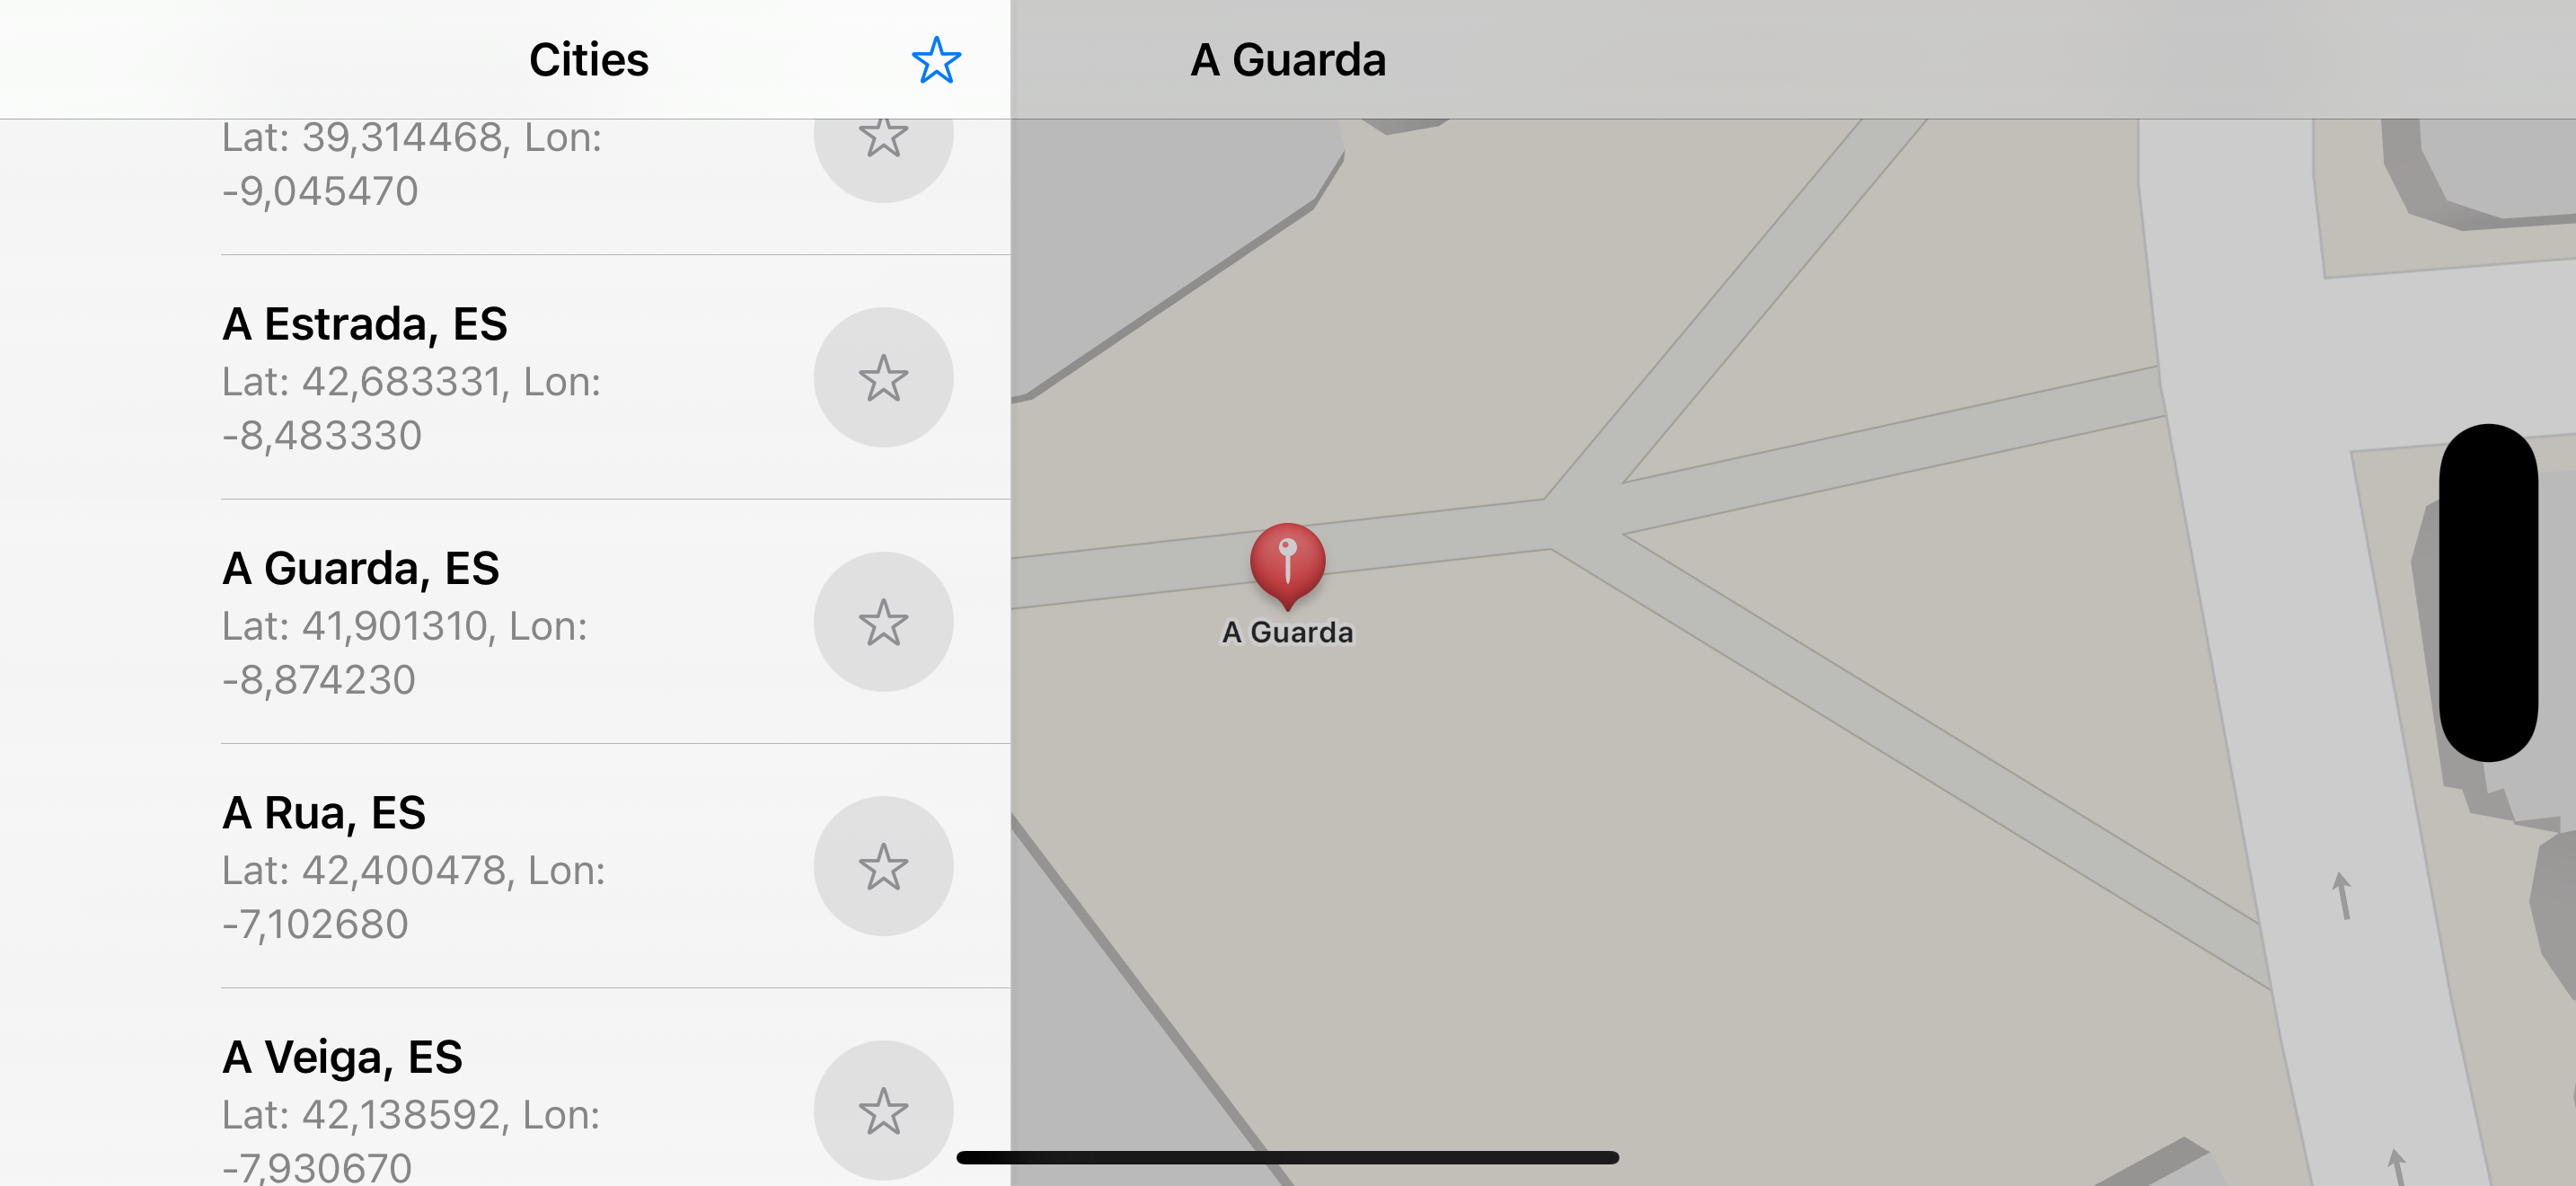 Cities
Lat: 39,314468, Lon:
-9,045470
A Estrada, ES
Lat: 42,683331, Lon:
-8,483330
A Guarda, ES
Lat: 41,901310, Lon:
-8,874230
A Rua, ES
Lat: 42,400478, Lon:
-7,102680
A Veiga, ES
Lat: 42,138592, Lon:
-7,930670
A Guarda
A Guarda